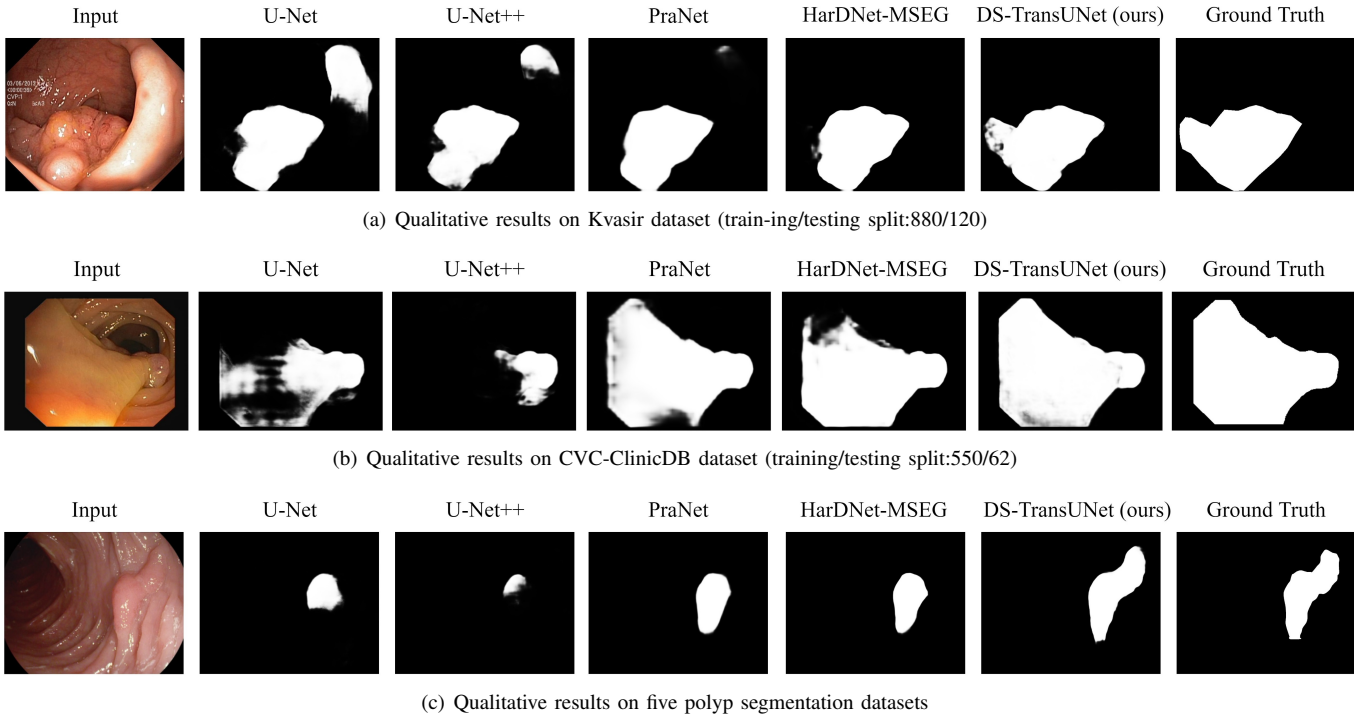 Input U-Net U-Net++ PraNet HarDNet-MSEG DS-TransUNet (ours) Ground Truth
CVP:1
(a) Qualitative results on Kvasir dataset (train-ing/testing split:880/120)
Input U-Net U-Net++ PraNet HarDNet-MSEG DS-TransUNet (ours) Ground Truth
(b) Qualitative results on CVC-ClinicDB dataset (training/testing split:550/62)
Input U-Net U-Net++ PraNet HarDNet-MSEG DS-TransUNet (ours) Ground Truth
(c) Qualitative results on five polyp segmentation datasets